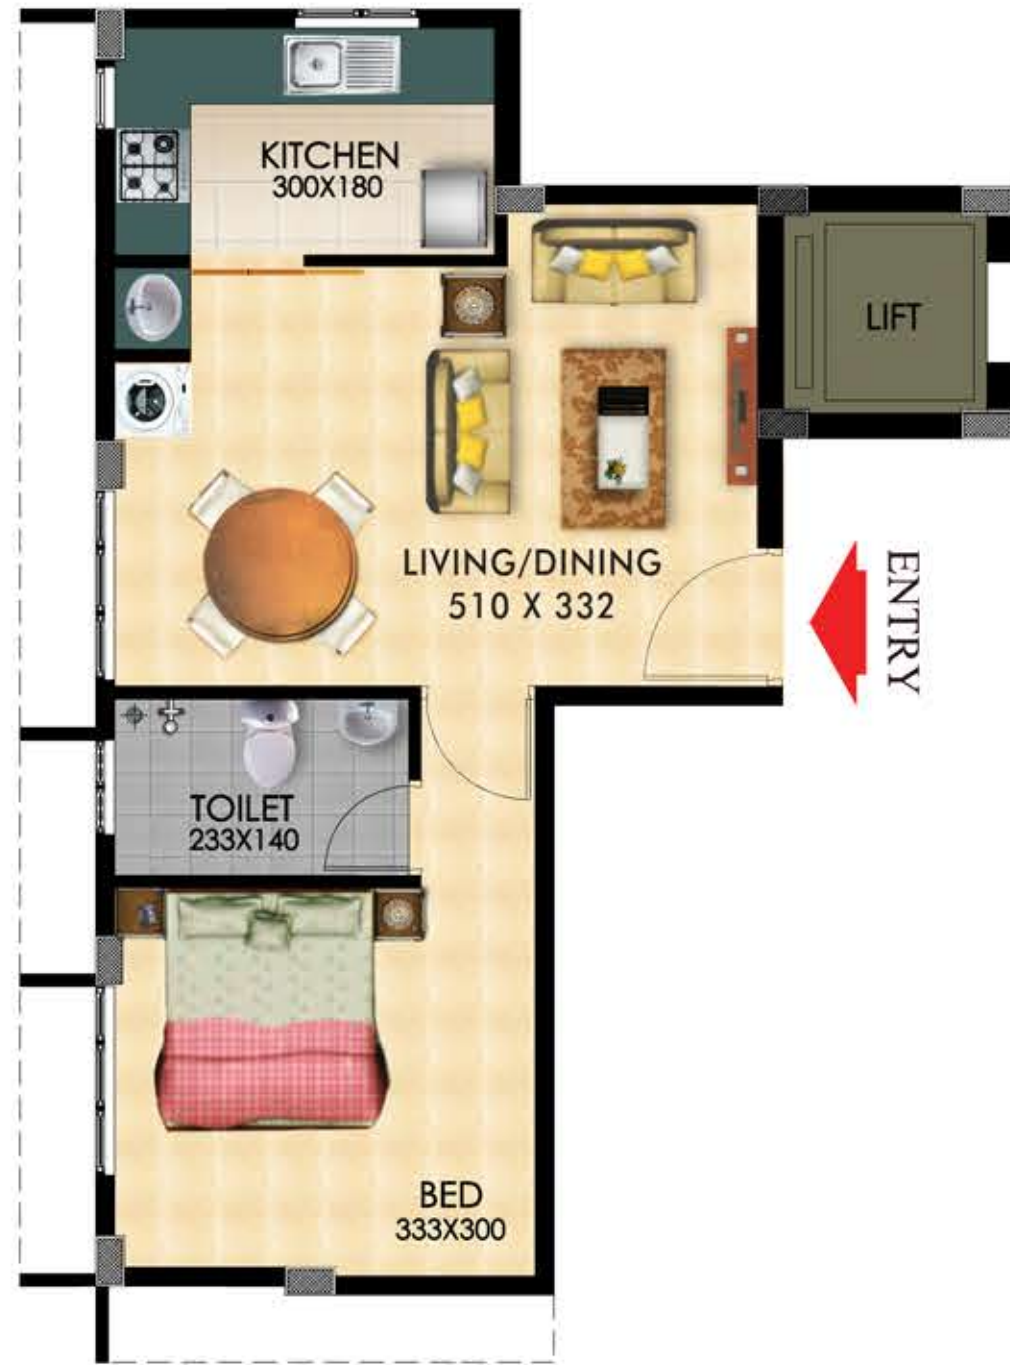 KITCHEN
300X180
LIFT
LIVING/DINING
510 X 332
ENTRY
TOILET
233X140
BED
333X300